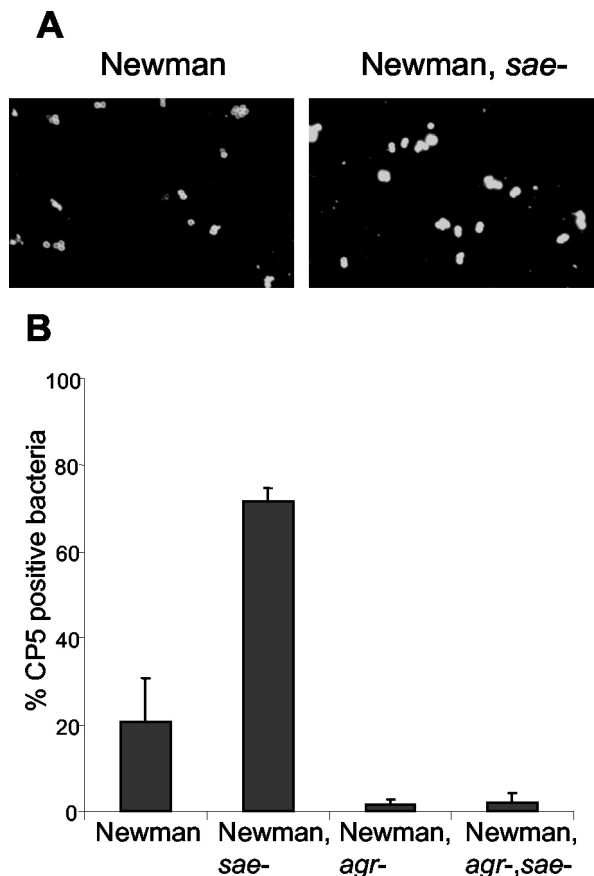 A
Newman
Newman, sae-
B
% CP5 positive bacteria
100
80
60
40
20
0
Newman
Newman,
sae-
Newman,
agr-
Newman,
agr-,sae-